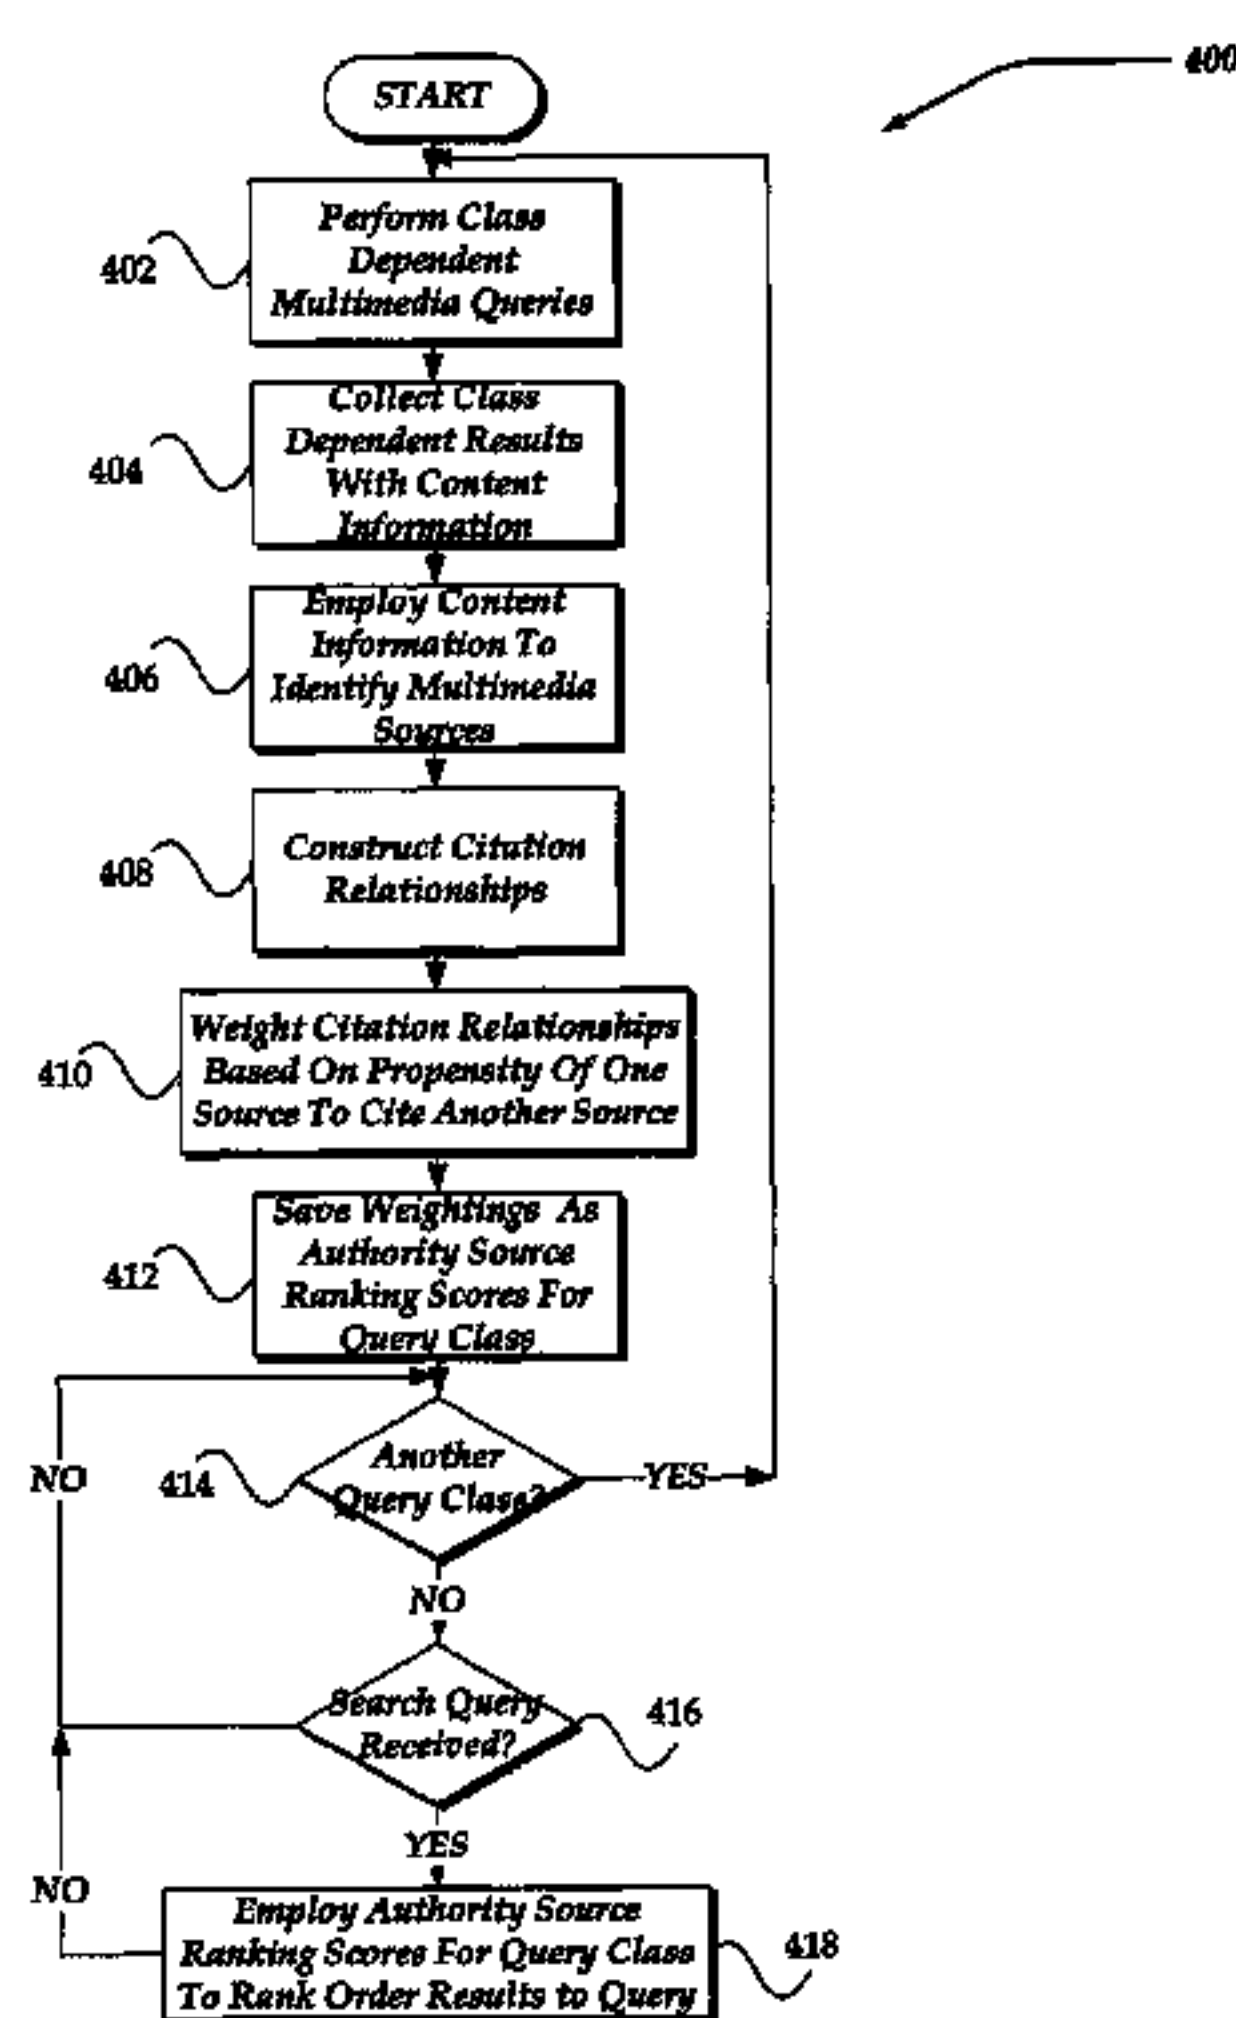 400
START
402
Perform Class
Dependent
Multimedia Queries
404
Collect Class
Dependent Results
With Content
Information
406
Employ Content
Information To
Identify Multimedia
Sources
408
Construct Citation
Relationships
410
Weight Citation Relationships
Based On Propensity Of One
Source To Cite Another Source
412
Save Weightings As
Authority Source
Ranking Scores For
Query Class
414
Another
Query Class?
YES
NO
NO
Search Query
Received?
416
YES
NO
Employ Authority Source
Ranking Scores For Query Class
To Rank Order Results to Query
418